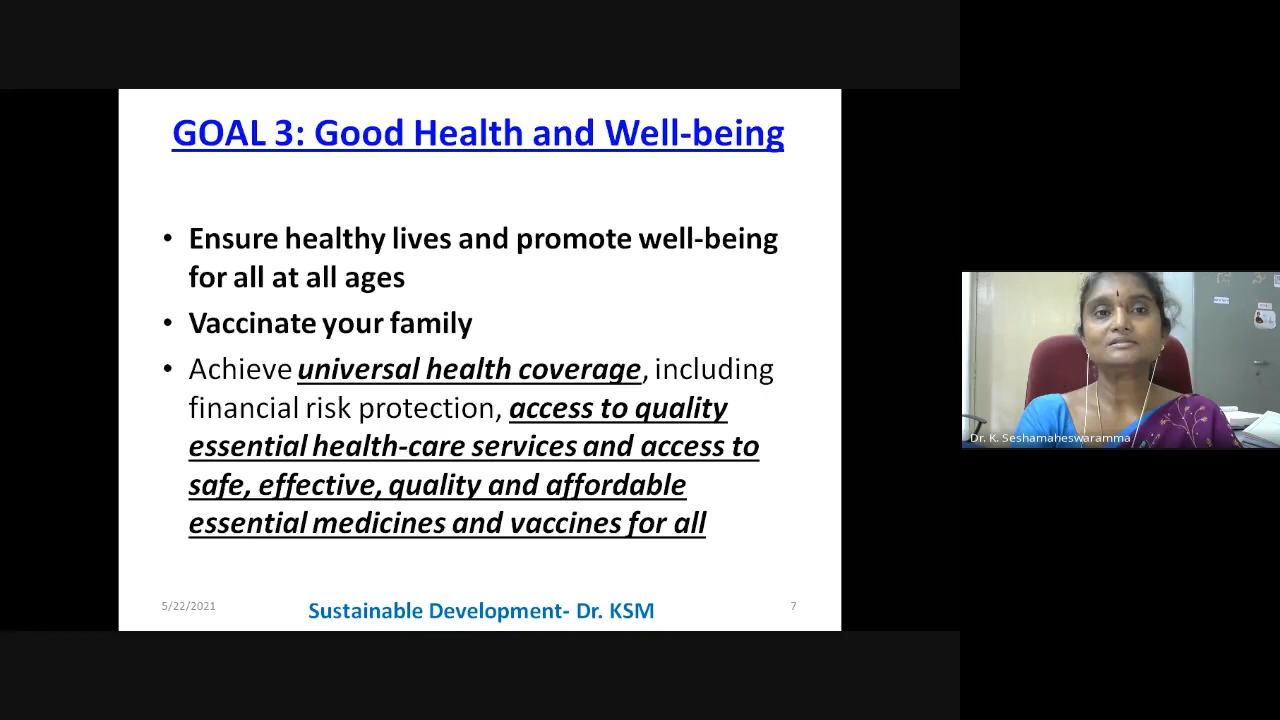 GOAL 3: Good Health and Well-being
• Ensure healthy lives and promote well-being
for all at all ages
• Vaccinate your family
• Achieve universal health coverage, including
financial risk protection, access to quality
essential health-care services and access to
safe, effective, quality and affordable
essential medicines and vaccines for all
5/22/2021
Sustainable Development- Dr. KSM
7
Dr. K. Seshamaheswaramma